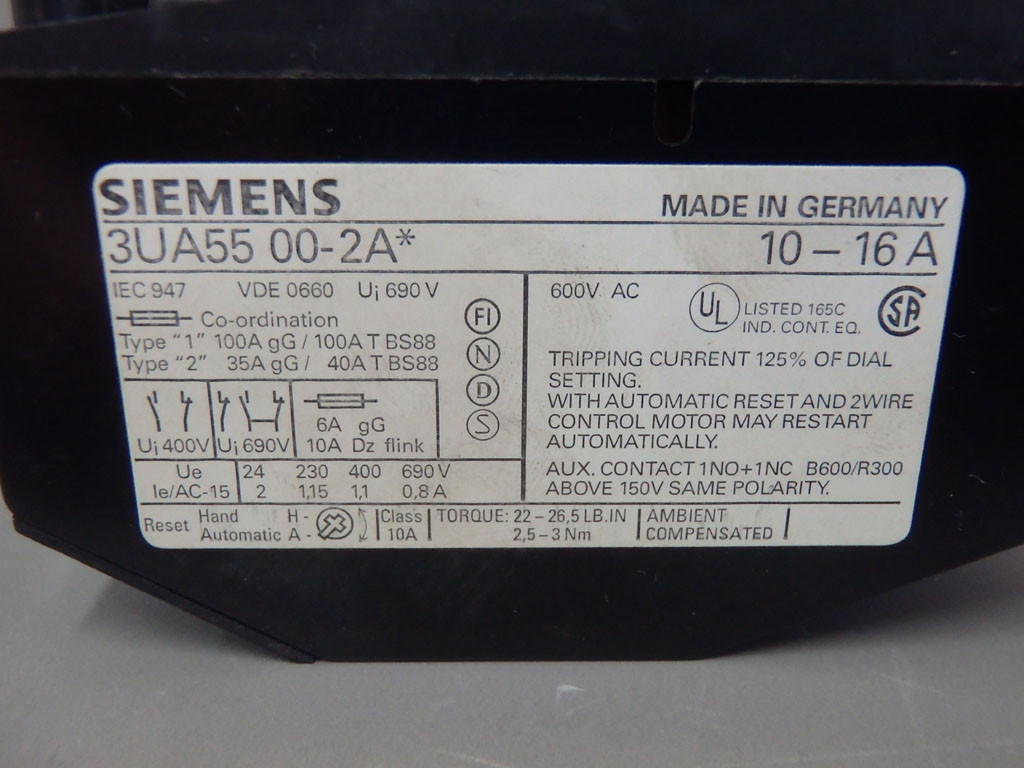 SIEMENS
MADE IN GERMANY
3UA55 00-2A*
10 – 16 A
IEC 947 VDE 0660 Ui 690 V
Co-ordination
Type "1" 100A gG / 100A T BS88
Type "2" 35A gG / 40A T BS88
FI
N
D
S
Ui 400V
Ui 690V
6A gG
10A Dz flink
Ue 24 230 400 690 V
Ie/AC-15 2 1,15 1,1 0,8 A
600V AC
UL
LISTED 165C
IND. CONT. EQ.
SA
TRIPPING CURRENT 125% OF DIAL
SETTING.
WITH AUTOMATIC RESET AND 2WIRE
CONTROL MOTOR MAY RESTART
AUTOMATICALLY.
AUX. CONTACT 1NO+1NC B600/R300
ABOVE 150V SAME POLARITY.
Reset
Hand H -
Automatic A -
Class
10A
TORQUE: 22 – 26,5 LB.IN
2,5 – 3 Nm
AMBIENT
COMPENSATED